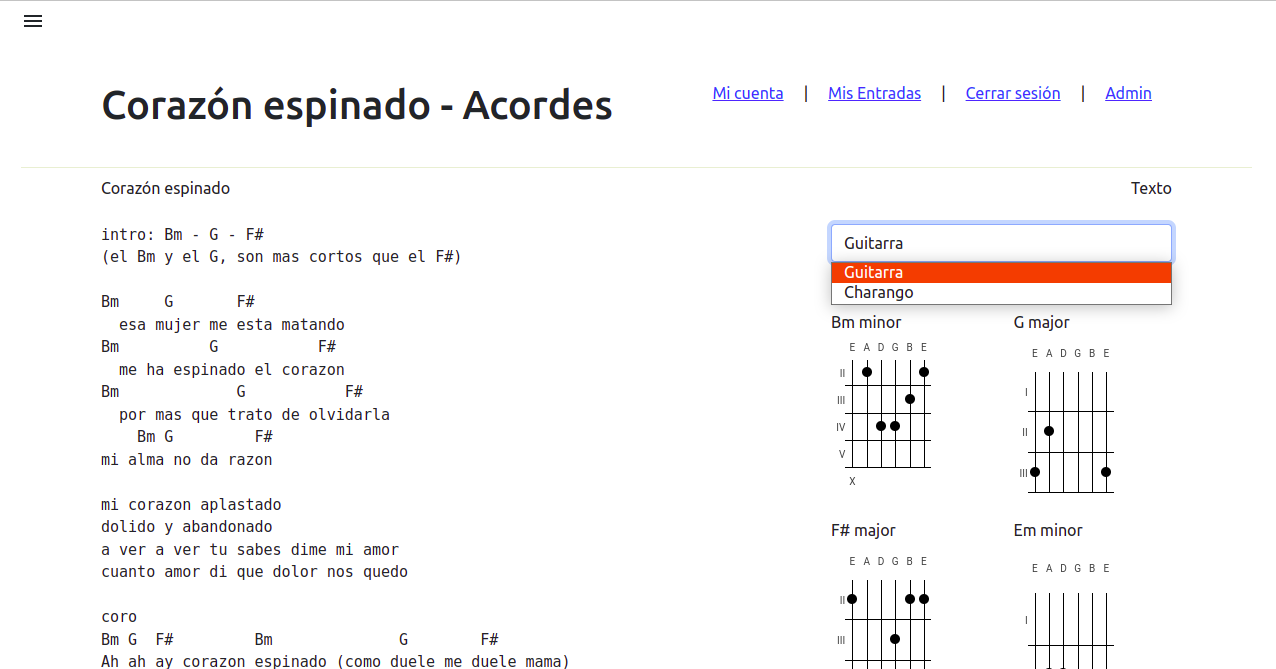 Corazón espinado - Acordes
Mi cuenta | Mis Entradas | Cerrar sesión | Admin
Corazón espinado
Texto
intro: Bm - G - F#
(el Bm y el G, son mas cortos que el F#)
Bm     G       F#
  esa mujer me esta matando
Bm          G           F#
  me ha espinado el corazon
Bm             G           F#
  por mas que trato de olvidarla
    Bm G         F#
mi alma no da razon
mi corazon aplastado
dolido y abandonado
a ver a ver tu sabes dime mi amor
cuanto amor di que dolor nos quedo
coro
Bm G  F#         Bm              G        F#
Ah ah ay corazon espinado (como duele me duele mama)
Guitarra
Guitarra
Charango
Bm minor
E A D G B E
II
III
IV
V
X
G major
E A D G B E
I
II
III
F# major
E A D G B E
II
III
Em minor
E A D G B E
I